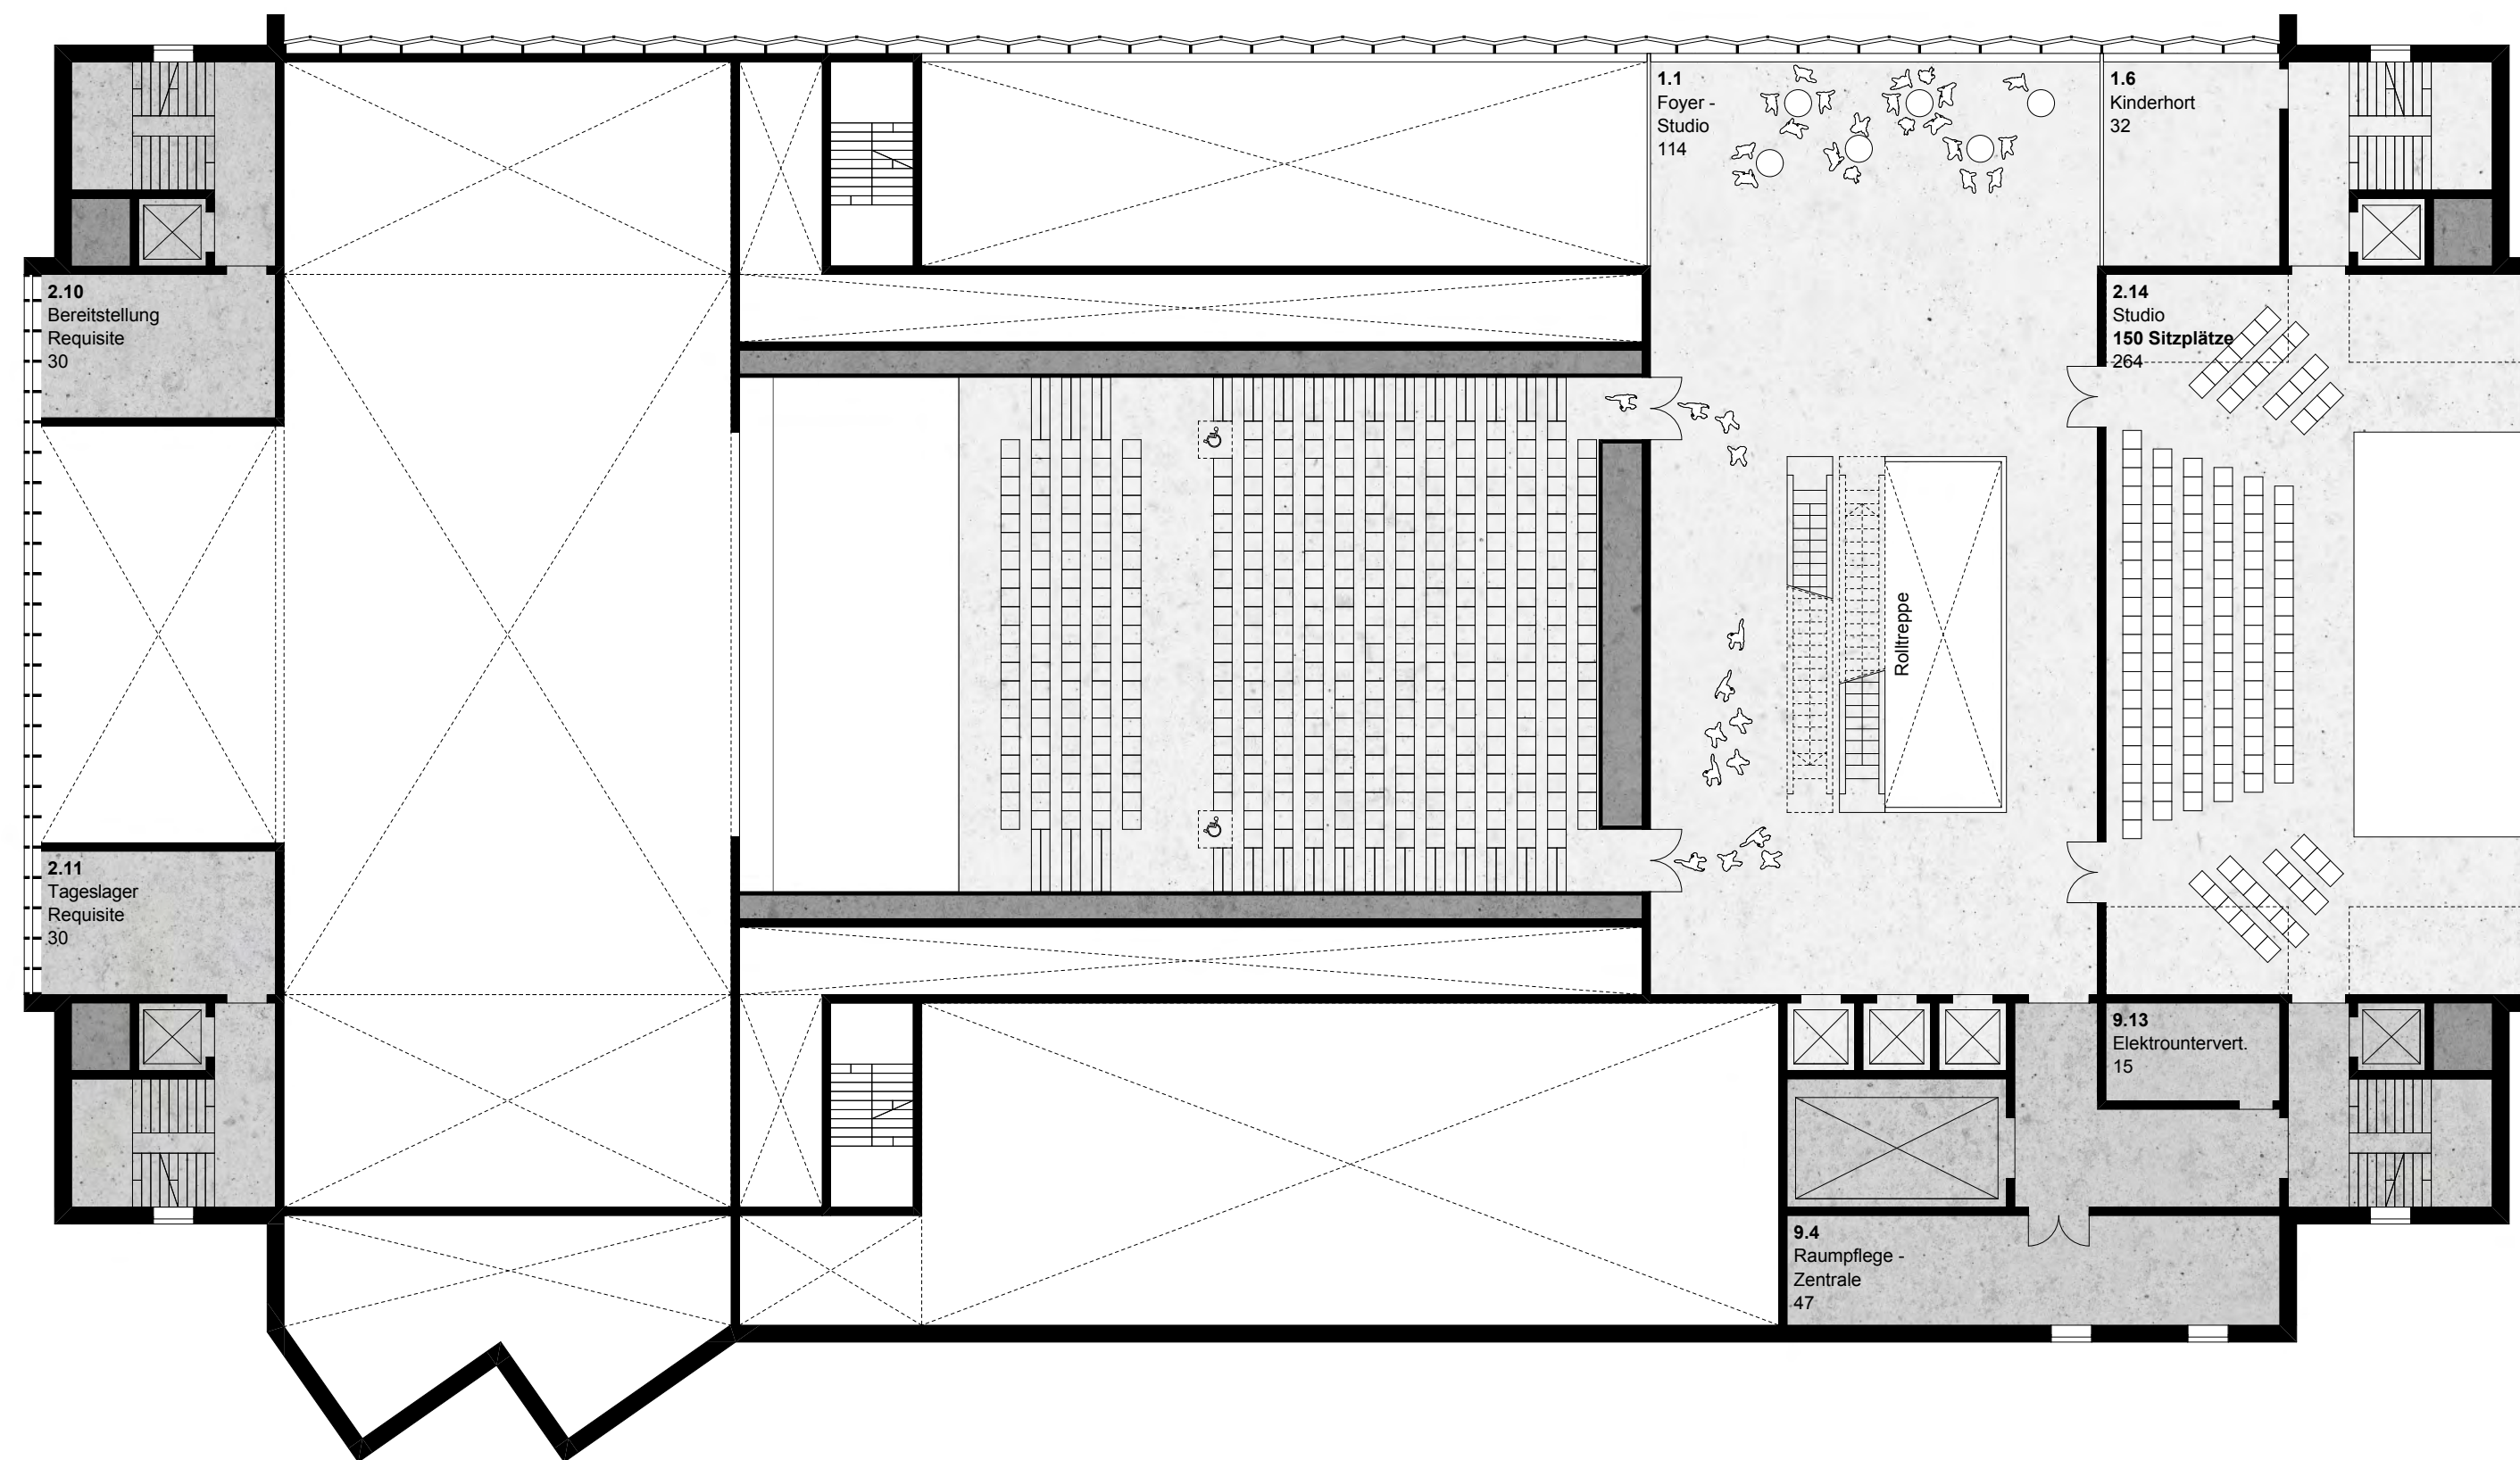 1.1
Foyer -
Studio
114
1.6
Kinderhort
32
2.10
Bereitstellung
Requisite
30
2.14
Studio
150 Sitzplätze
264
Rolltreppe
2.11
Tageslager
Requisite
30
9.13
Elektrountervert.
15
9.4
Raumpflege -
Zentrale
47